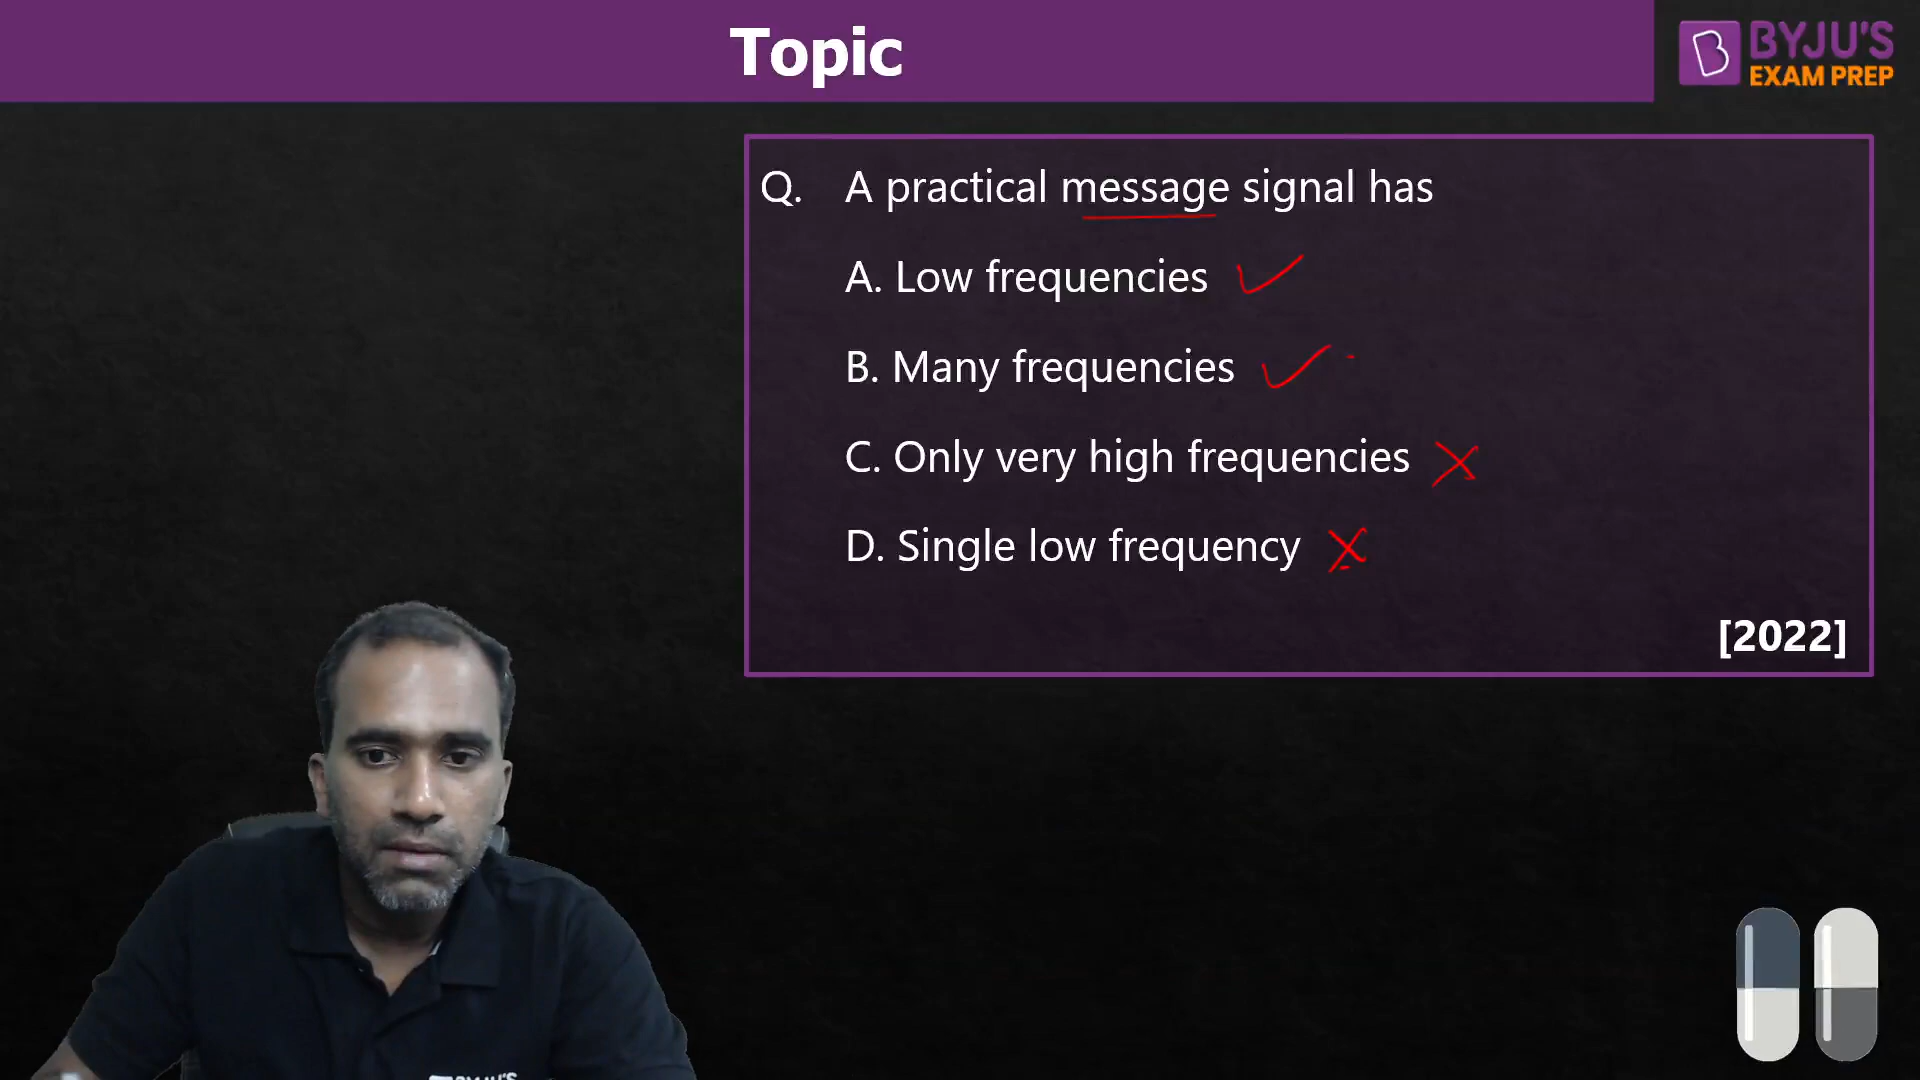 Topic
BYJU'S
EXAM PREP
Q. A practical message signal has
A. Low frequencies
B. Many frequencies
C. Only very high frequencies
D. Single low frequency
[2022]
BYJU'S